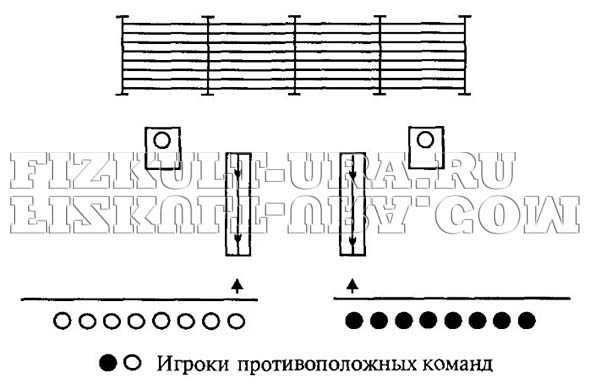 FIZKULT-URA.RU
FIZKULT-URA.COM
Игроки противоположных команд